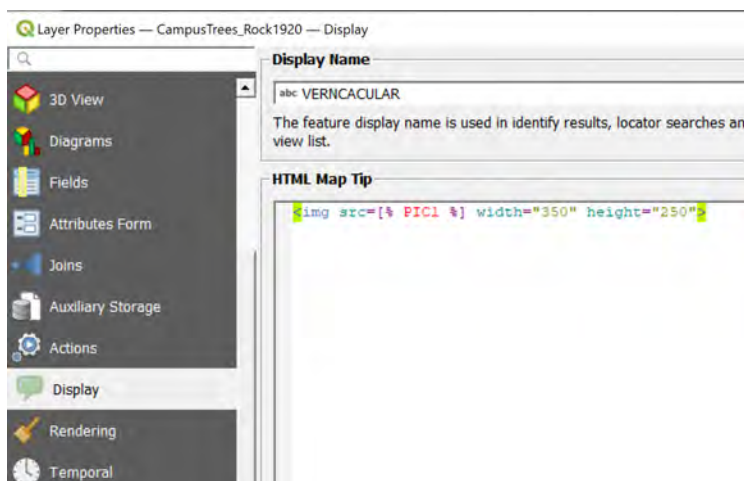 Layer Properties — CampusTrees_Rock1920 — Display
3D View
Diagrams
Fields
Attributes Form
Joins
Auxiliary Storage
Actions
Display
Rendering
Temporal
Display Name
abc VERNCACULAR
The feature display name is used in identify results, locator searches an
view list.
HTML Map Tip
<img src=[% PIC1 %] width="350" height="250">